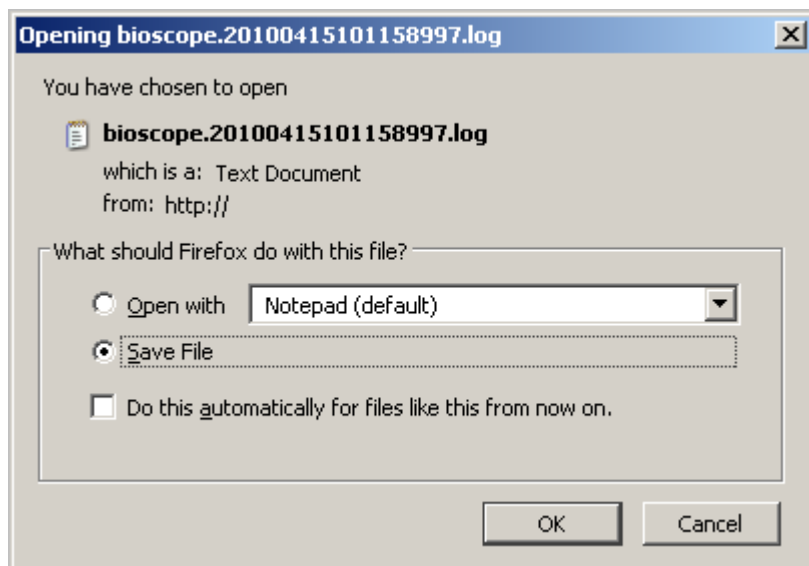 Opening bioscope.20100415101158997.log
You have chosen to open
bioscope.20100415101158997.log
which is a: Text Document
from: http://
What should Firefox do with this file?
Open with Notepad (default)
Save File
Do this automatically for files like this from now on.
OK Cancel